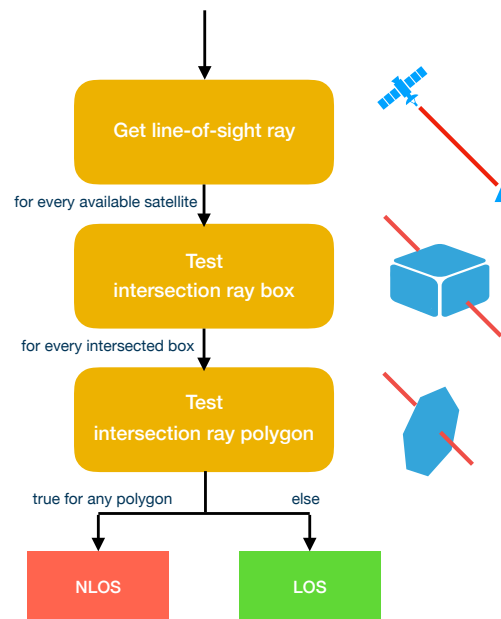 Get line-of-sight ray
for every available satellite
Test
intersection ray box
for every intersected box
Test
intersection ray polygon
true for any polygon
else
NLOS
LOS